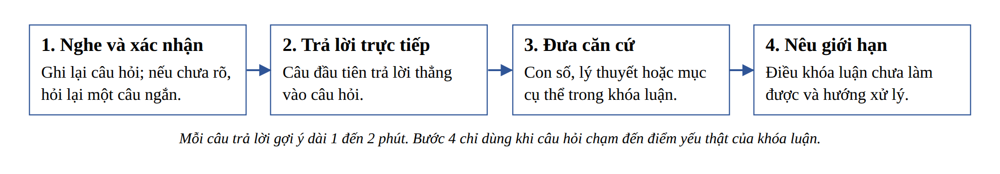 1. Nghe và xác nhận
Ghi lại câu hỏi; nếu chưa rõ,
hỏi lại một câu ngắn.
2. Trả lời trực tiếp
Câu đầu tiên trả lời thẳng
vào câu hỏi.
3. Đưa căn cứ
Con số, lý thuyết hoặc mục
cụ thể trong khóa luận.
4. Nêu giới hạn
Điều khóa luận chưa làm
được và hướng xử lý.
Mỗi câu trả lời gợi ý dài 1 đến 2 phút. Bước 4 chỉ dùng khi câu hỏi chạm đến điểm yếu thật của khóa luận.